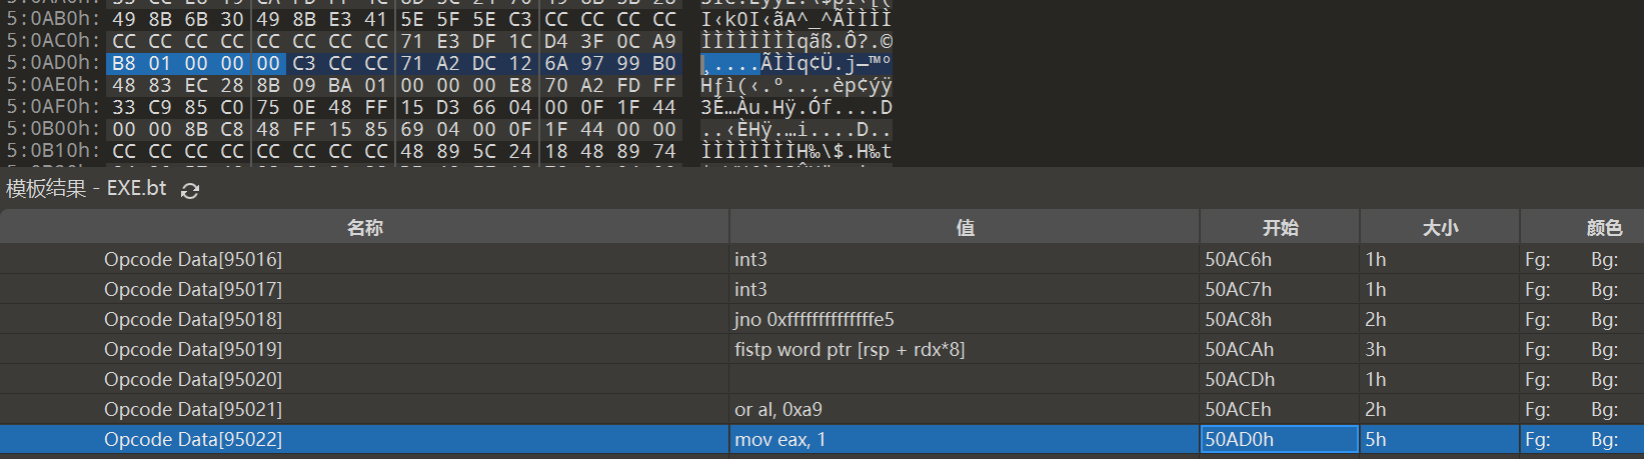 49 8B 6B 30 49 8B E3 41 5E 5F 5E C3 CC CC CC CC I‹k0I‹ãA^_^ÃÌÌÌÌ
5:0AB0h:
5:0AC0h: CC CC CC CC CC CC CC CC 71 E3 DF 1C D4 3F 0C A9 ÌÌÌÌÌÌÌÌqãß.Ô?.©
5:0AD0h: B8 01 00 00 00 C3 CC CC 71 A2 DC 12 6A 97 99 B0 ¸....ÃÌÌq¢Ü.j—™°
5:0AE0h: 48 83 EC 28 8B 09 BA 01 00 00 00 E8 70 A2 FD FF Hƒì(‹.º....èp¢ýÿ
5:0AF0h: 33 C9 85 C0 75 0E 48 FF 15 D3 66 04 00 0F 1F 44 3É…Àu.Hÿ.Óf....D
5:0B00h: 00 00 8B C8 48 FF 15 85 69 04 00 0F 1F 44 00 00 ..‹ÈHÿ.…i....D..
5:0B10h: CC CC CC CC CC CC CC CC 48 89 5C 24 18 48 89 74 ÌÌÌÌÌÌÌÌH‰\$.H‰t
模板结果 - EXE.bt
名称 值 开始 大小 颜色
Opcode Data[95016] int3 50AC6h 1h Fg: Bg:
Opcode Data[95017] int3 50AC7h 1h Fg: Bg:
Opcode Data[95018] jno 0xffffffffffffffe5 50AC8h 2h Fg: Bg:
Opcode Data[95019] fistp word ptr [rsp + rdx*8] 50ACAh 3h Fg: Bg:
Opcode Data[95020] 50ACDh 1h Fg: Bg:
Opcode Data[95021] or al, 0xa9 50ACEh 2h Fg: Bg:
Opcode Data[95022] mov eax, 1 50AD0h 5h Fg: Bg: